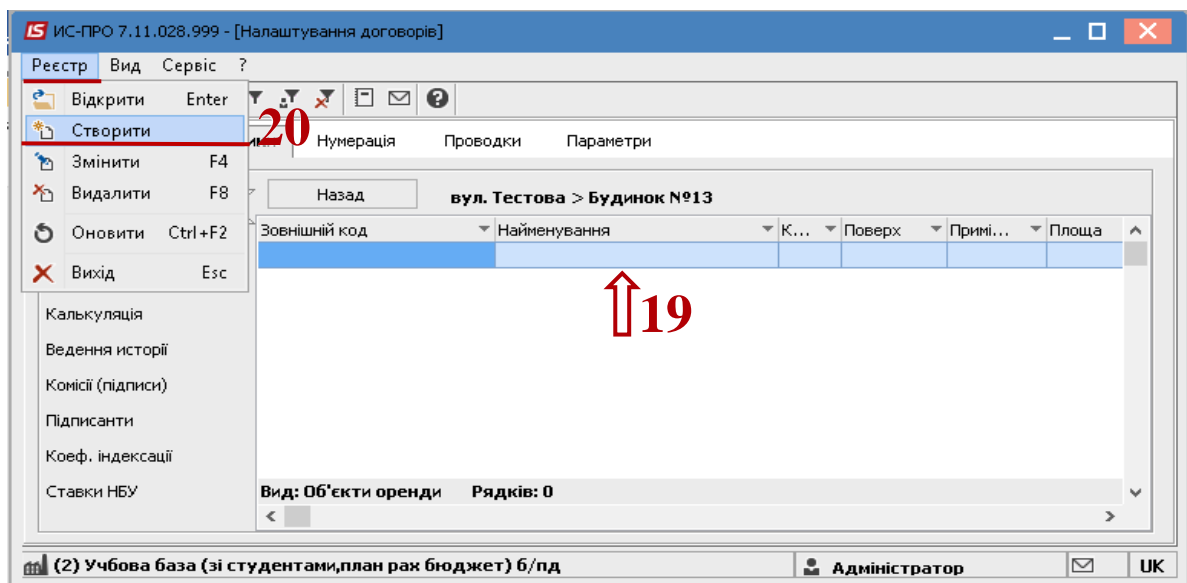 ИС-ПРО 7.11.028.999 - [Налаштування договорів]
Реєстр Вид Сервіс ?
Відкрити Enter
Створити
20
Змінити F4
Видалити F8
Оновити Ctrl+F2
Вихід Esc
Нумерація Проводки Параметри
Назад вул. Тестова > Будинок №13
Зовнішній код Найменування К... Поверх Примі... Площа
19
Калькуляція
Ведення історії
Комісії (підписи)
Підписанти
Коеф. індексації
Ставки НБУ
Вид: Об'єкти оренди Рядків: 0
(2) Учбова база (зі студентами,план рах бюджет) б/пд Адміністратор UK